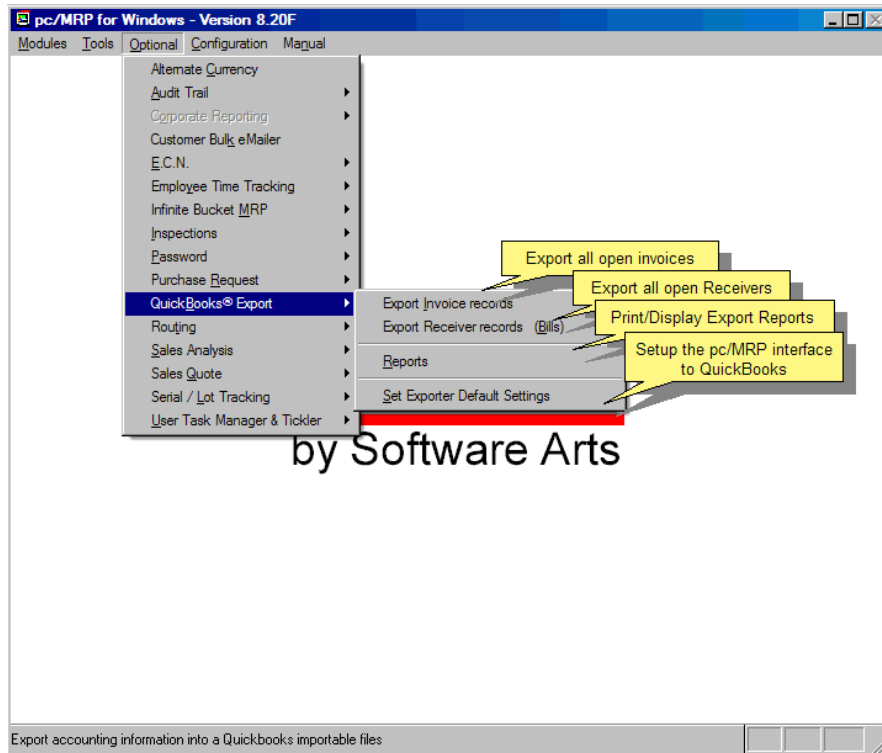 pc/MRP for Windows - Version 8.20F
Modules Tools Optional Configuration Manual
Alternate Currency
Audit Trail
Corporate Reporting
Customer Bulk eMailer
E.C.N.
Employee Time Tracking
Infinite Bucket MRP
Inspections
Password
Purchase Request
QuickBooks® Export
Routing
Sales Analysis
Sales Quote
Serial / Lot Tracking
User Task Manager & Tickler
Export Invoice records
Export Receiver records (Bills)
Reports
Set Exporter Default Settings
Export all open invoices
Export all open Receivers
Print/Display Export Reports
Setup the pc/MRP interface
to QuickBooks
by Software Arts
Export accounting information into a Quickbooks importable files